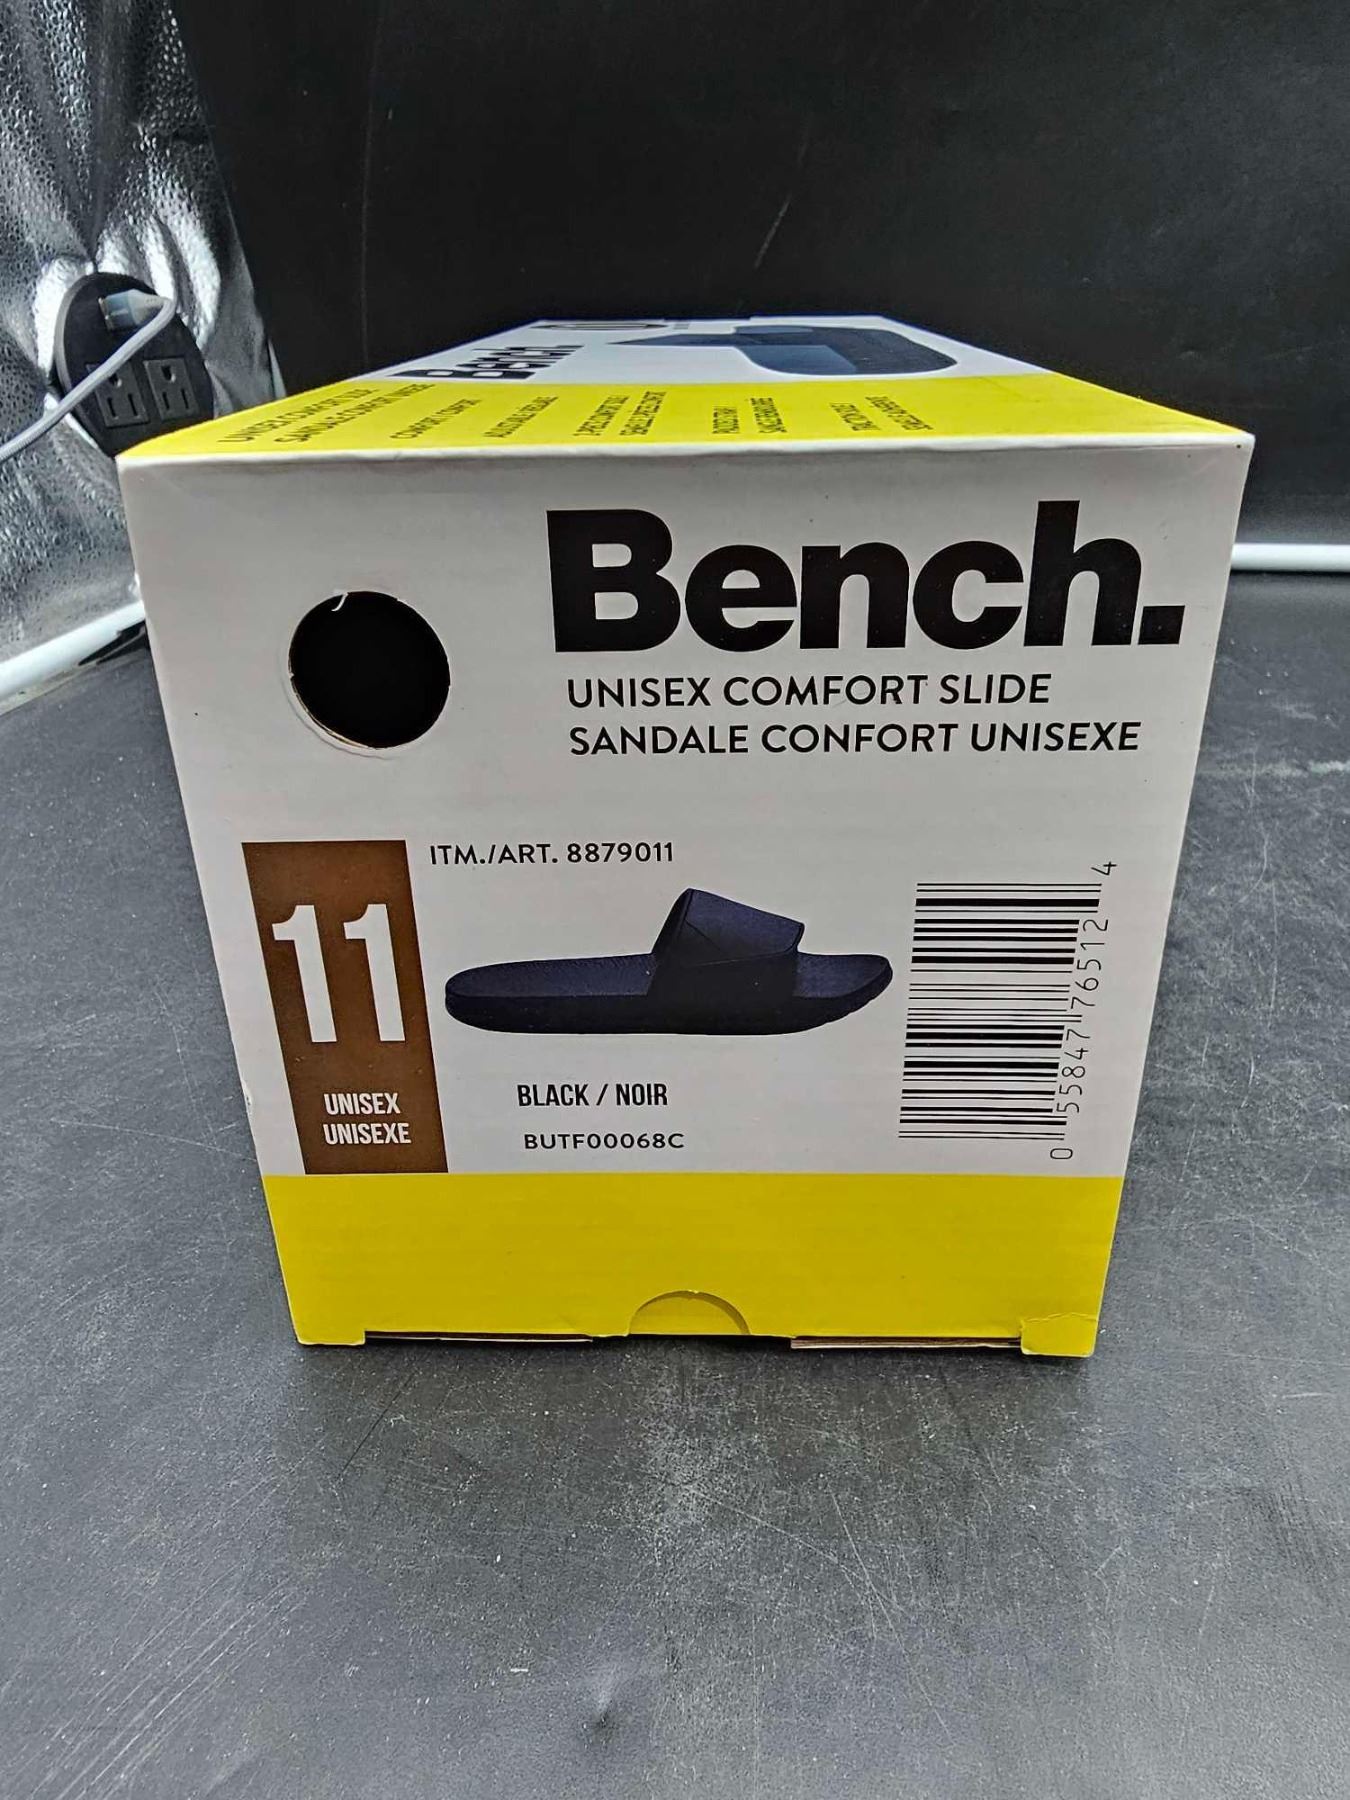 Bench.
Bench.
UNISEX COMFORT SLIDE
SANDALE CONFORT UNISEXE
ITM./ART. 8879011
11
UNISEX
UNISEXE
BLACK / NOIR
BUTF00068C
0 55847 76512 4